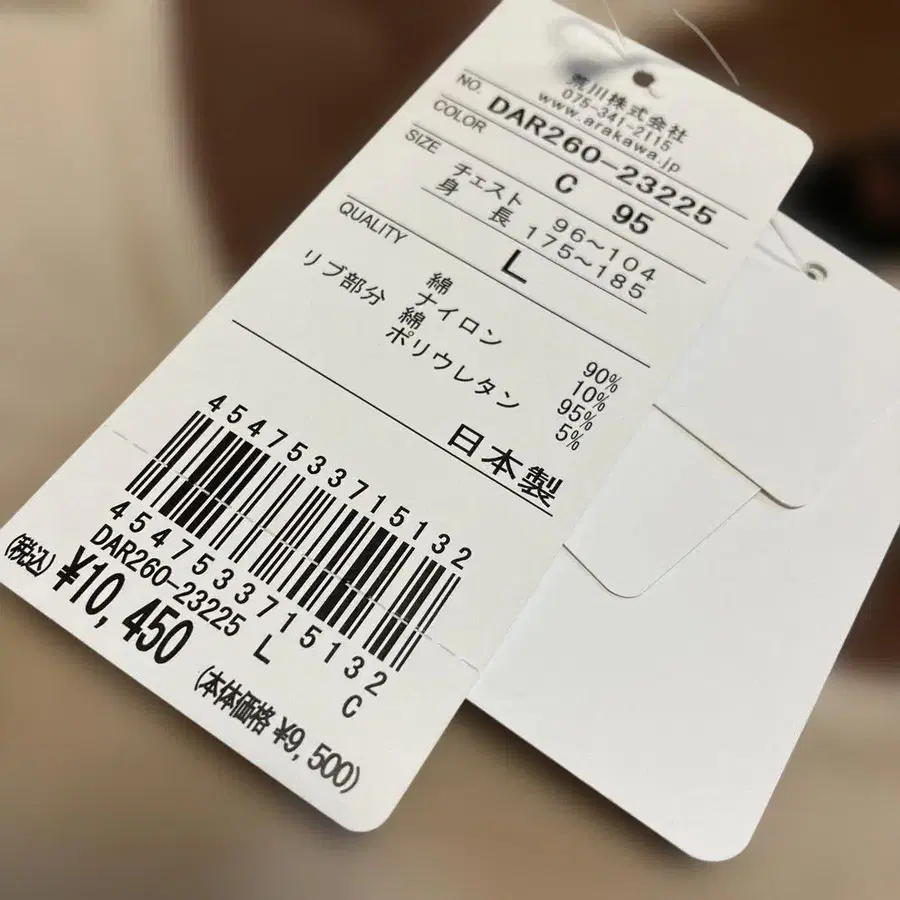 荒川株式会社
075-341-2115
www.arakawa.jp
NO. DAR260-23225
COLOR C 95
SIZE チェスト 96~104
身長 175~185
L
QUALITY
綿 90%
ナイロン 10%
リブ部分 綿 95%
ポリウレタン 5%
日本製
4547533715132
4547533715132
DAR260-23225 L C
(税込) ¥10,450
(本体価格 ¥9,500)